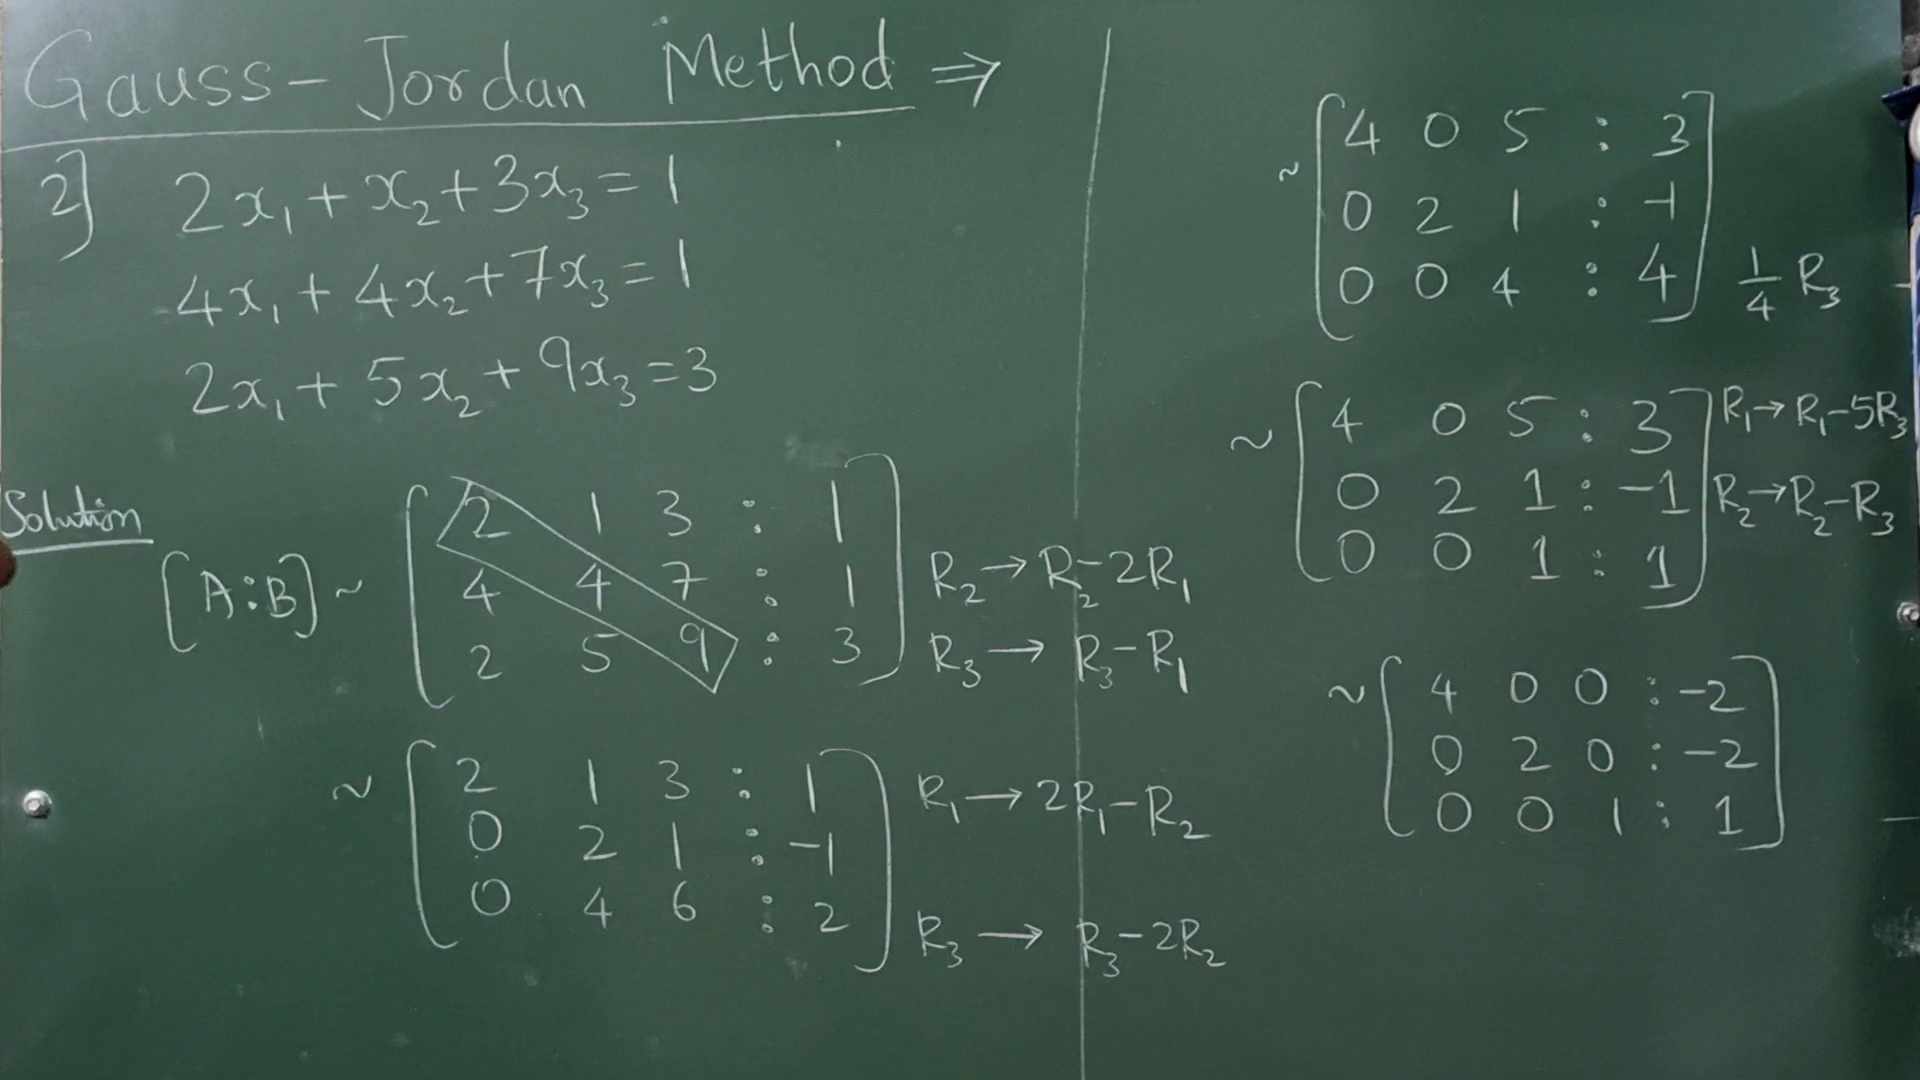 Gauss-Jordan Method ⇒
2] 2x₁ + x₂ + 3x₃ = 1
4x₁ + 4x₂ + 7x₃ = 1
2x₁ + 5x₂ + 9x₃ = 3
Solution
[A:B] ~ [2 1 3 : 1
4 4 7 : 1 R₂ → R₂-2R₁
2 5 9 : 3] R₃ → R₃-R₁
~ [2 1 3 : 1 R₁ → 2R₁-R₂
0 2 1 : -1
0 4 6 : 2] R₃ → R₃-2R₂
~ [4 0 5 : 3
0 2 1 : -1
0 0 4 : 4] 1/4 R₃
~ [4 0 5 : 3 R₁→R₁-5R₃
0 2 1 : -1 R₂→R₂-R₃
0 0 1 : 1]
~ [4 0 0 : -2
0 2 0 : -2
0 0 1 : 1]